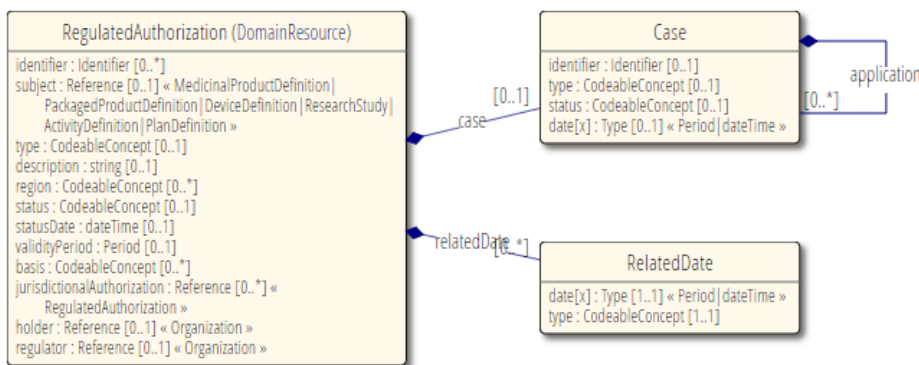 RegulatedAuthorization (DomainResource)
identifier : Identifier [0..*]
subject : Reference [0..1] « MedicinalProductDefinition|
PackagedProductDefinition|DeviceDefinition|ResearchStudy|
ActivityDefinition|PlanDefinition »
type : CodeableConcept [0..1]
description : string [0..1]
region : CodeableConcept [0..*]
status : CodeableConcept [0..1]
statusDate : dateTime [0..1]
validityPeriod : Period [0..1]
basis : CodeableConcept [0..*]
jurisdictionalAuthorization : Reference [0..*] «
RegulatedAuthorization »
holder : Reference [0..1] « Organization »
regulator : Reference [0..1] « Organization »
[0..1]
case
Case
identifier : Identifier [0..1]
type : CodeableConcept [0..1]
status : CodeableConcept [0..1]
date[x] : Type [0..1] « Period|dateTime »
application
[0..*]
relatedDate
[0..*]
RelatedDate
date[x] : Type [1..1] « Period|dateTime »
type : CodeableConcept [1..1]